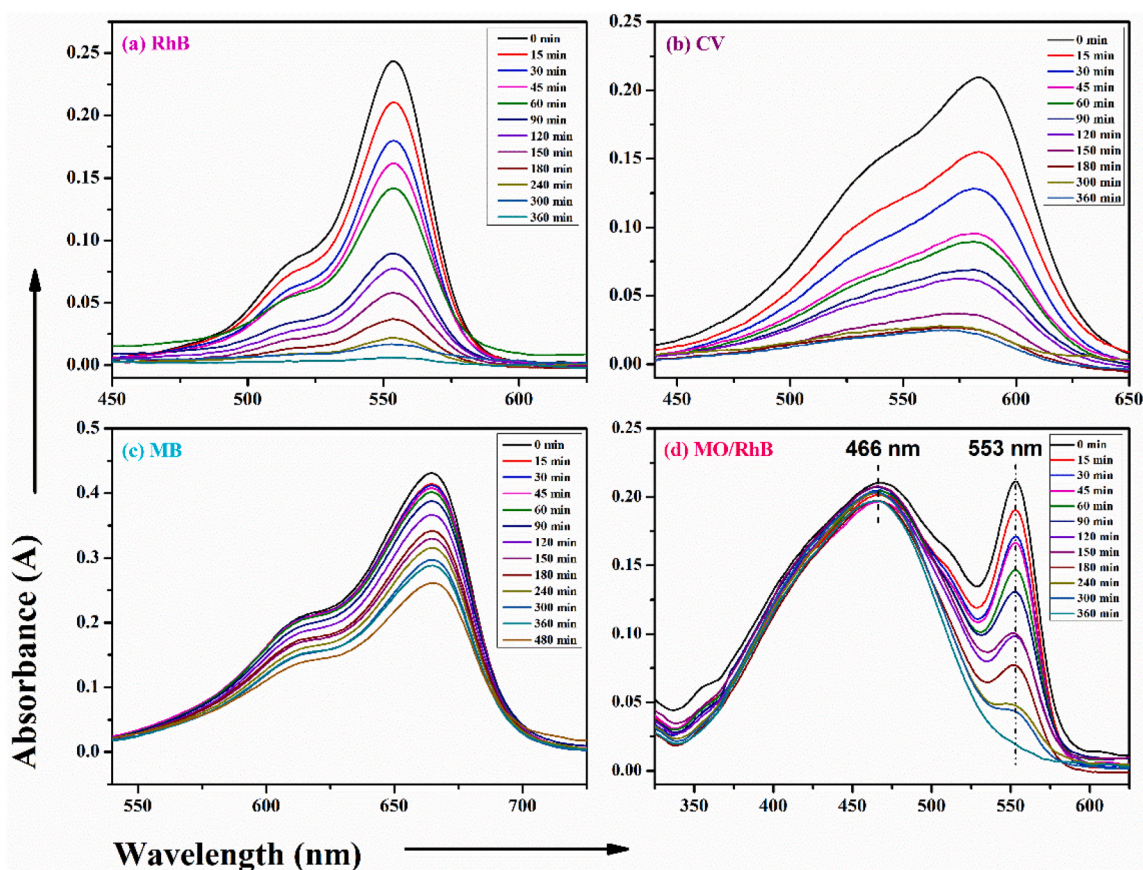 (a) RhB
0 min
15 min
30 min
45 min
60 min
90 min
120 min
150 min
180 min
240 min
300 min
360 min
0.25
0.20
0.15
0.10
0.05
0.00
450 500 550 600
(b) CV
0 min
15 min
30 min
45 min
60 min
90 min
120 min
150 min
180 min
300 min
360 min
0.25
0.20
0.15
0.10
0.05
0.00
450 500 550 600 650
(c) MB
0 min
15 min
30 min
45 min
60 min
90 min
120 min
150 min
180 min
240 min
300 min
360 min
480 min
0.5
0.4
0.3
0.2
0.1
0.0
550 600 650 700
(d) MO/RhB
466 nm
553 nm
0 min
15 min
30 min
45 min
60 min
90 min
120 min
150 min
180 min
240 min
300 min
360 min
0.25
0.20
0.15
0.10
0.05
0.00
350 400 450 500 550 600
Absorbance (A)
Wavelength (nm)